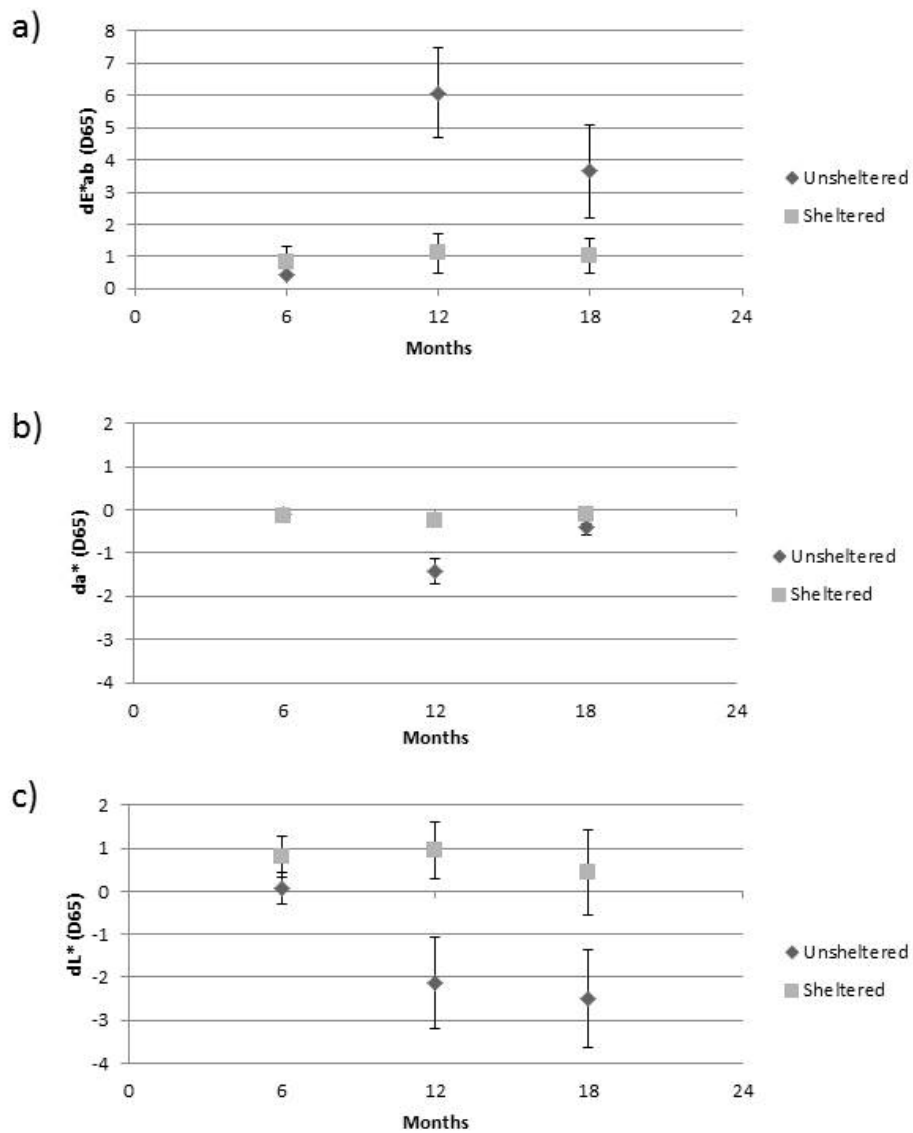 a)
8
7
6
5
4
3
2
1
0
dE*ab (D65)
0 6 12 18 24
Months
Unsheltered
Sheltered
b)
2
1
0
-1
-2
-3
-4
da* (D65)
0 6 12 18 24
Months
Unsheltered
Sheltered
c)
2
1
0
-1
-2
-3
-4
dL* (D65)
0 6 12 18 24
Months
Unsheltered
Sheltered